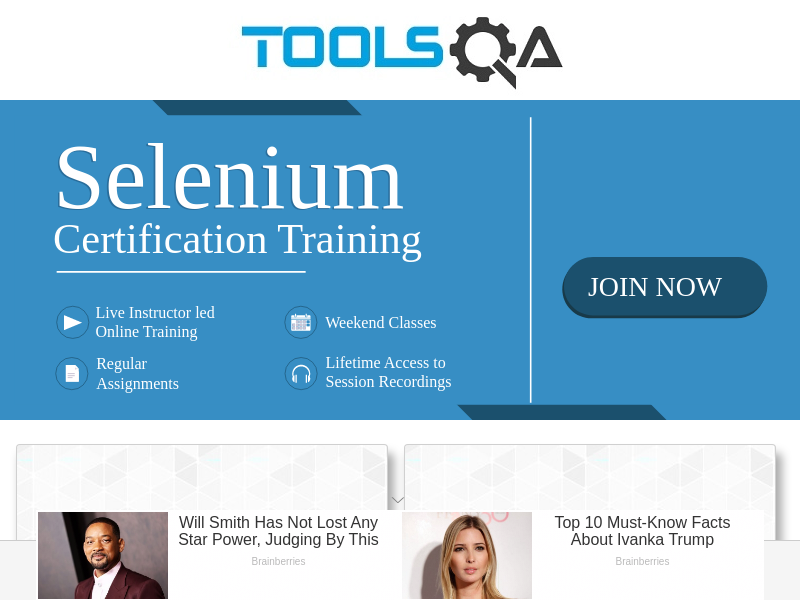 TOOLSQA
Selenium
Certification Training
JOIN NOW
Live Instructor led
Online Training
Weekend Classes
Regular
Assignments
Lifetime Access to
Session Recordings
Will Smith Has Not Lost Any
Star Power, Judging By This
Brainberries
Top 10 Must-Know Facts
About Ivanka Trump
Brainberries